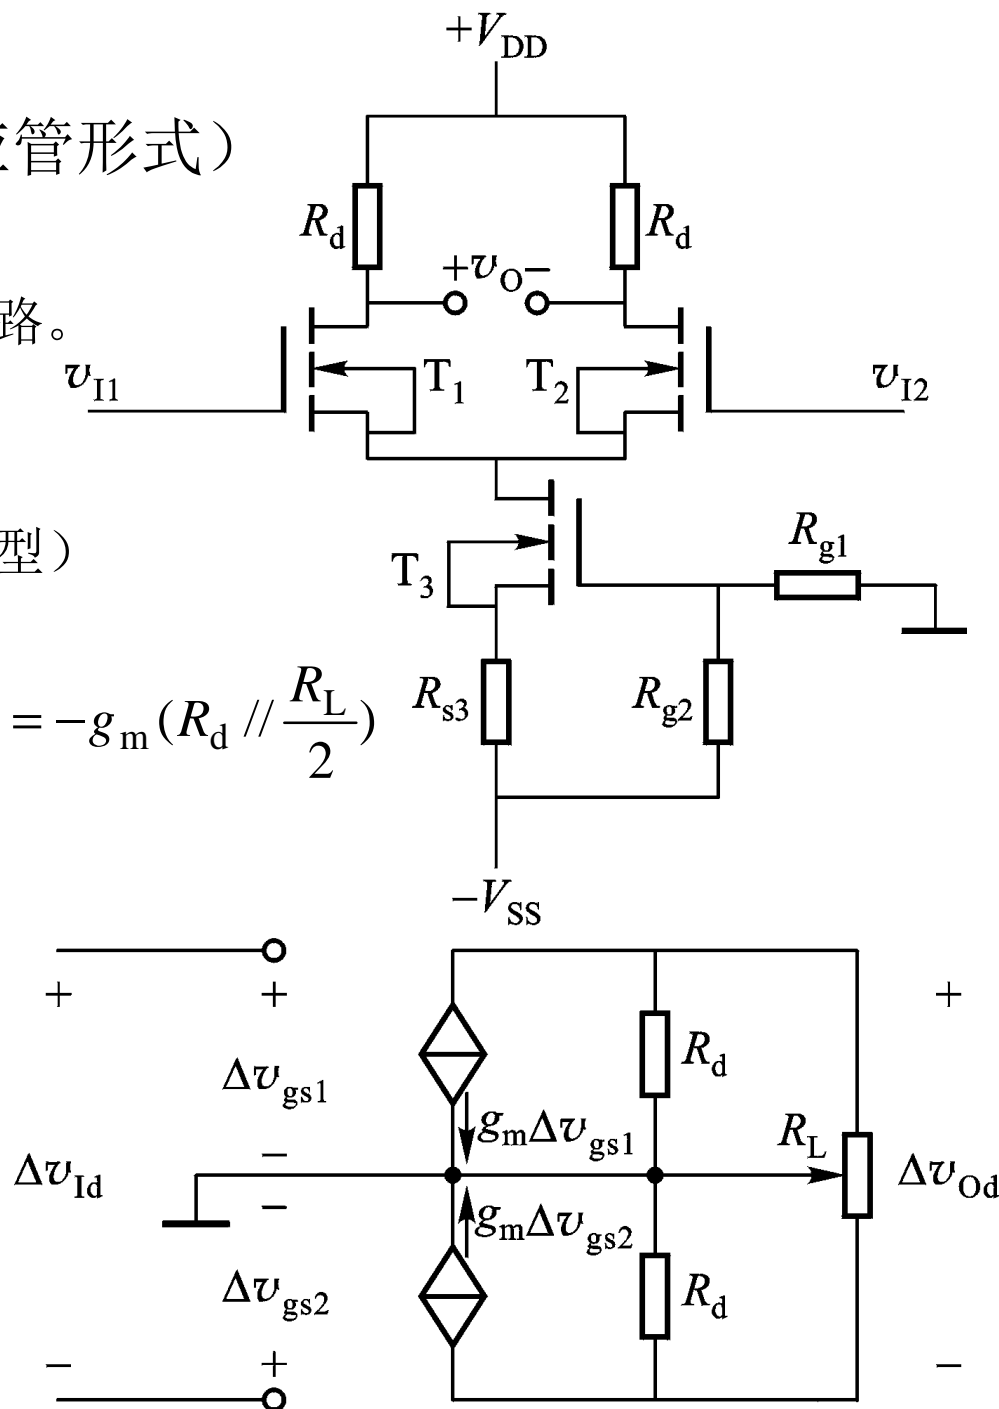 +V_DD
应管形式）
R_d
R_d
+v_O−
路。
v_I1
T_1
T_2
v_I2
型）
T_3
R_g1
R_s3
R_g2
= −g_m(R_d // R_L/2)
−V_SS
+ + +
Δv_gs1
R_d
g_mΔv_gs1
R_L
Δv_Id
−
Δv_Od
−
g_mΔv_gs2
Δv_gs2
R_d
− + −